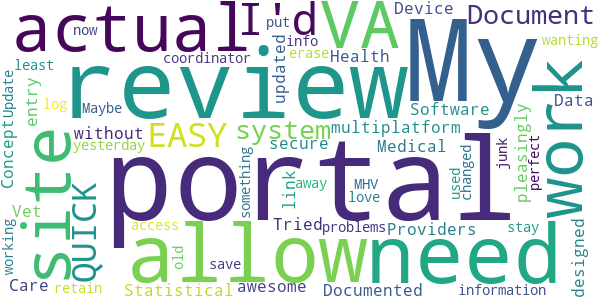 Device
actual I'd put VA Document
now info erase
coordinator updated Health wanting
least review My
Maybe Software Data
log entry without EASY system multiplatform
yesterday secure Medical
Concept Update site QUICK portal work
link something away MHV love used changed junk perfect pleasingly
Vet access Tried problems Providers stay
working allow need designed
old save
Care retain Statistical awesome Documented information